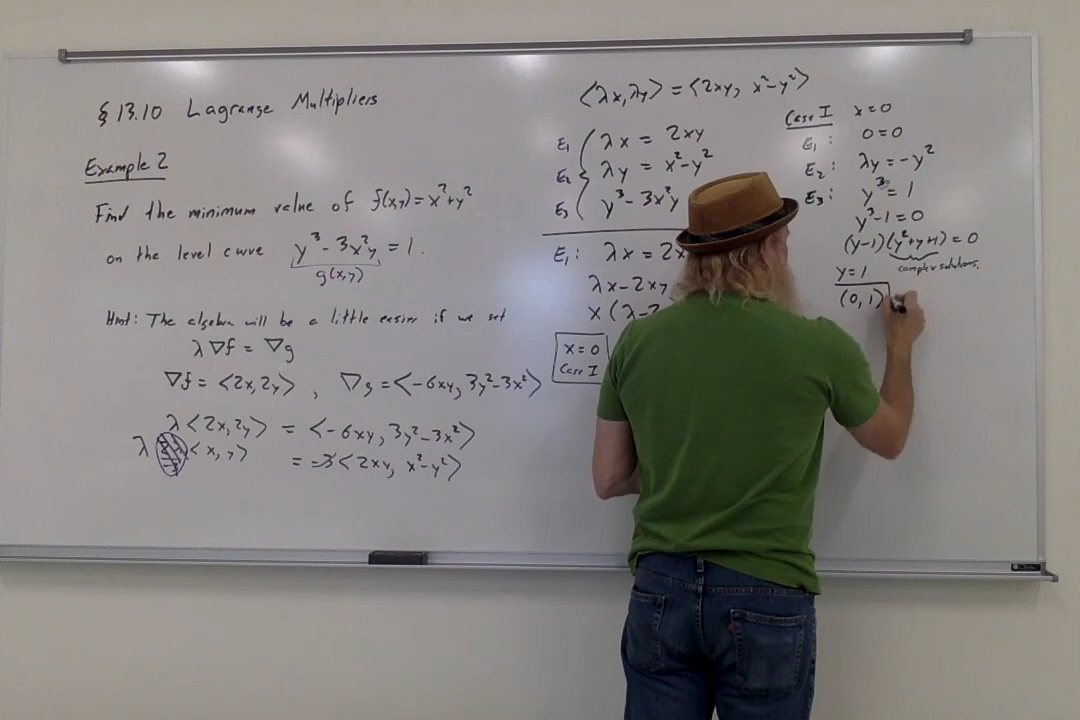 § 13.10 Lagrange Multipliers
Example 2
Find the minimum value of f(x,y) = x²+y²
on the level curve y³ - 3x²y = 1.
g(x,y)
Hint: The algebra will be a little easier if we set
λ ∇f = ∇g
∇f = <2x, 2y> , ∇g = <-6xy, 3y²-3x²>
λ <2x, 2y> = <-6xy, 3y²-3x²>
λ <x, y> = -3 <2xy, x²-y²>
<λx, λy> = <2xy, x²-y²>
E₁ λx = 2xy
E₂ λy = x²-y²
E₃ y³ - 3x²y
E₁: λx = 2x
λx - 2xy
x(λ-2
x = 0
Case I
Case I x=0
E₁: 0=0
E₂: λy = -y²
E₃: y³ = 1
y³-1=0
(y-1)(y²+y+1) = 0
complex solutions.
y=1
(0,1)